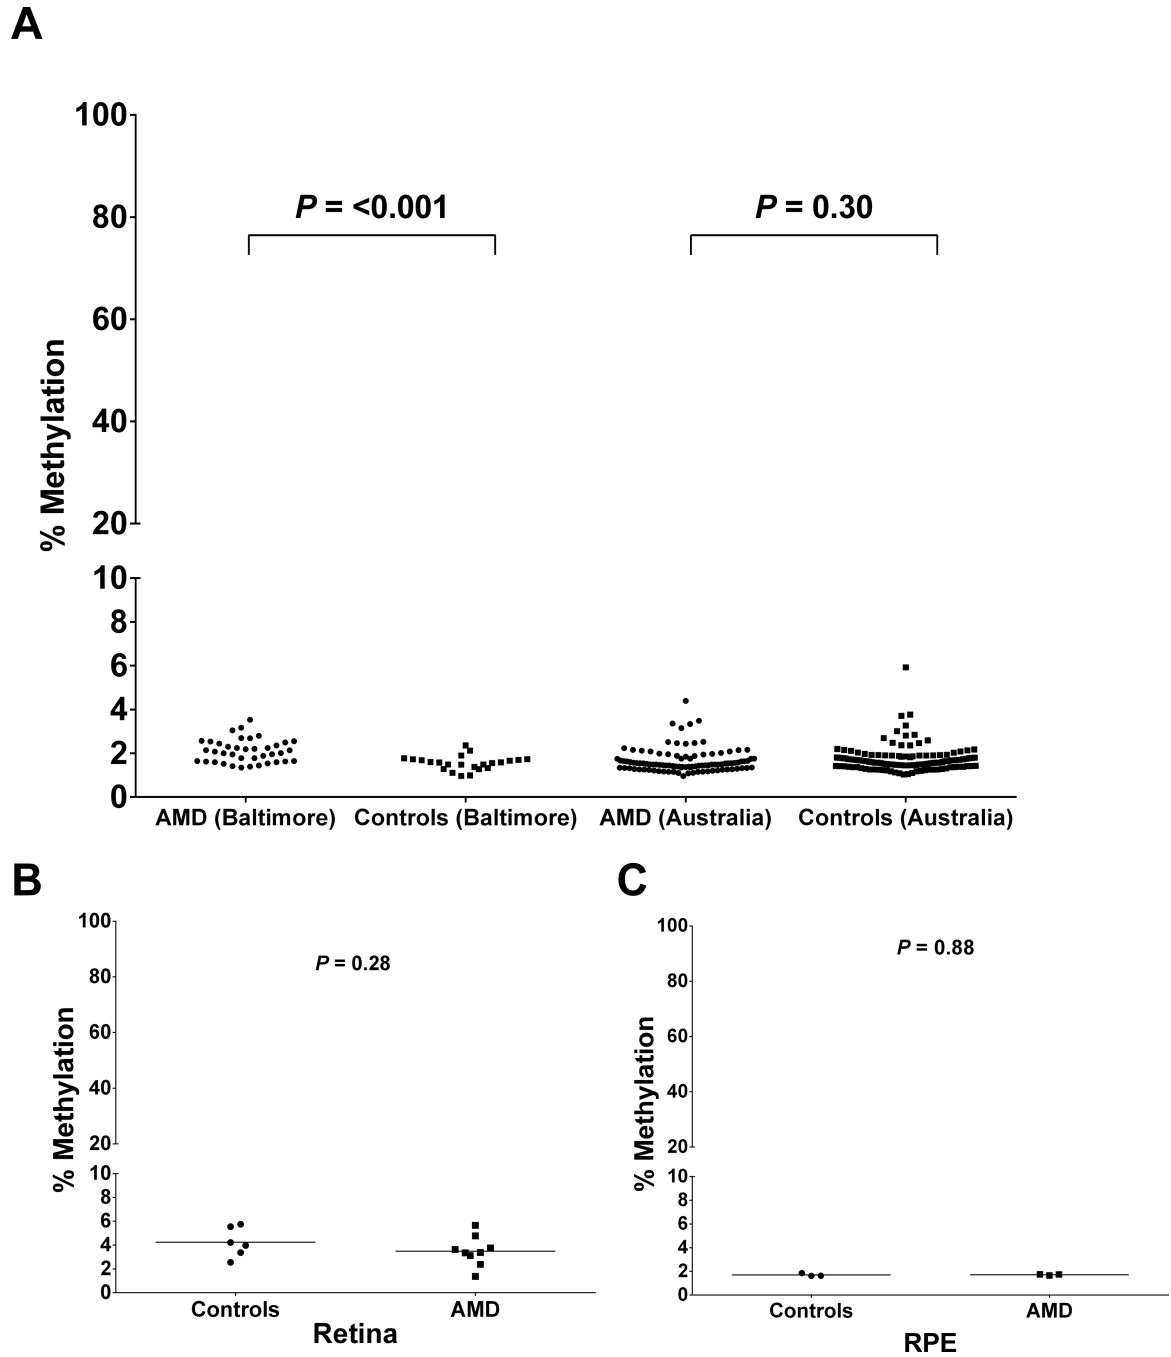 A
100
80
60
40
20
10
8
6
4
2
0
% Methylation
P = <0.001
P = 0.30
AMD (Baltimore) Controls (Baltimore) AMD (Australia) Controls (Australia)
B
100
80
60
40
20
10
8
6
4
2
0
% Methylation
P = 0.28
Controls AMD
Retina
C
100
80
60
40
20
10
8
6
4
2
0
% Methylation
P = 0.88
Controls AMD
RPE